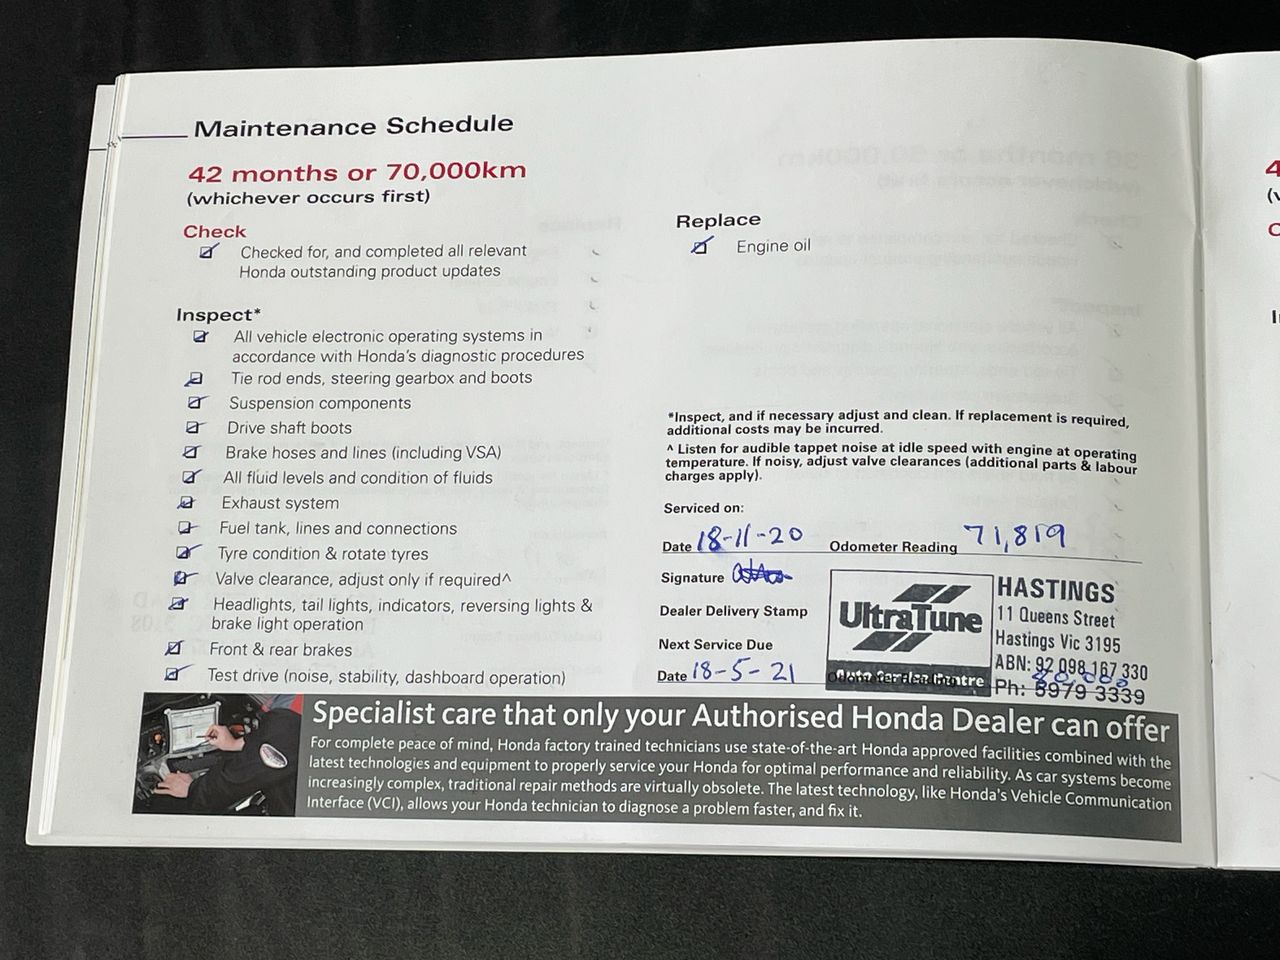 Maintenance Schedule
42 months or 70,000km
(whichever occurs first)
Check
Checked for, and completed all relevant
Honda outstanding product updates
Inspect*
All vehicle electronic operating systems in
accordance with Honda's diagnostic procedures
Tie rod ends, steering gearbox and boots
Suspension components
Drive shaft boots
Brake hoses and lines (including VSA)
All fluid levels and condition of fluids
Exhaust system
Fuel tank, lines and connections
Tyre condition & rotate tyres
Valve clearance, adjust only if required^
Headlights, tail lights, indicators, reversing lights &
brake light operation
Front & rear brakes
Test drive (noise, stability, dashboard operation)
Replace
Engine oil
*Inspect, and if necessary adjust and clean. If replacement is required,
additional costs may be incurred.
^ Listen for audible tappet noise at idle speed with engine at operating
temperature. If noisy, adjust valve clearances (additional parts & labour
charges apply).
Serviced on:
Date 18-11-20 Odometer Reading 71,819
Signature
Dealer Delivery Stamp
UltraTune
Auto Service Centre
HASTINGS
11 Queens Street
Hastings Vic 3195
ABN: 92 098 167 330
Ph: 5979 3339
Next Service Due
Date 18-5-21 Odometer Reading 80,000
Specialist care that only your Authorised Honda Dealer can offer
For complete peace of mind, Honda factory trained technicians use state-of-the-art Honda approved facilities combined with the
latest technologies and equipment to properly service your Honda for optimal performance and reliability. As car systems become
increasingly complex, traditional repair methods are virtually obsolete. The latest technology, like Honda's Vehicle Communication
Interface (VCI), allows your Honda technician to diagnose a problem faster, and fix it.